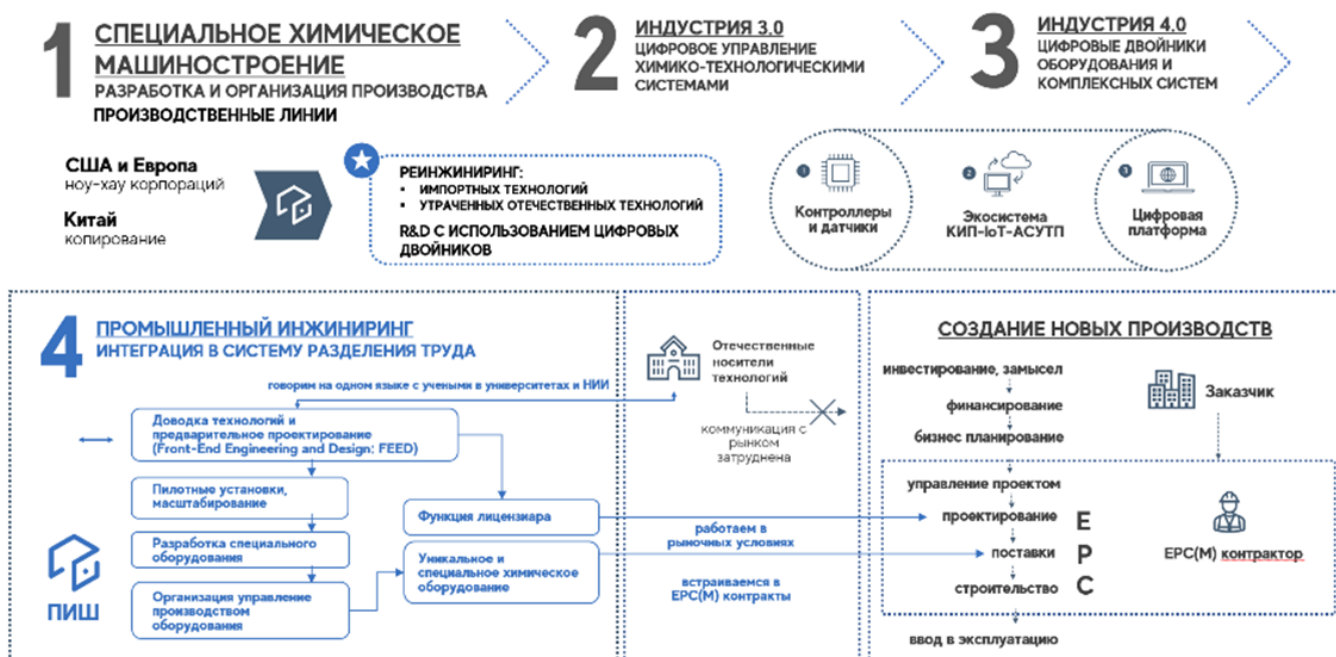 1 СПЕЦИАЛЬНОЕ ХИМИЧЕСКОЕ
МАШИНОСТРОЕНИЕ
РАЗРАБОТКА И ОРГАНИЗАЦИЯ ПРОИЗВОДСТВА
ПРОИЗВОДСТВЕННЫЕ ЛИНИИ
2 ИНДУСТРИЯ 3.0
ЦИФРОВОЕ УПРАВЛЕНИЕ
ХИМИКО-ТЕХНОЛОГИЧЕСКИМИ
СИСТЕМАМИ
3 ИНДУСТРИЯ 4.0
ЦИФРОВЫЕ ДВОЙНИКИ
ОБОРУДОВАНИЯ И
КОМПЛЕКСНЫХ СИСТЕМ
США и Европа
ноу-хау корпораций
Китай
копирование
РЕИНЖИНИРИНГ:
▪ ИМПОРТНЫХ ТЕХНОЛОГИЙ
▪ УТРАЧЕННЫХ ОТЕЧЕСТВЕННЫХ ТЕХНОЛОГИЙ
R&D С ИСПОЛЬЗОВАНИЕМ ЦИФРОВЫХ
ДВОЙНИКОВ
1
Контроллеры
и датчики
2
Экосистема
КИП-IoT-АСУТП
3
Цифровая
платформа
4 ПРОМЫШЛЕННЫЙ ИНЖИНИРИНГ
ИНТЕГРАЦИЯ В СИСТЕМУ РАЗДЕЛЕНИЯ ТРУДА
говорим на одном языке с учеными в университетах и НИИ
Доводка технологий и
предварительное проектирование
(Front-End Engineering and Design; FEED)
Пилотные установки,
масштабирование
Разработка специального
оборудования
Организация управление
производством
оборудования
ПИШ
Функция лицензиара
Уникальное и
специальное химическое
оборудование
Отечественные
носители
технологий
коммуникация с
рынком
затруднена
работаем в
рыночных условиях
встраиваемся в
EPC(M) контракты
СОЗДАНИЕ НОВЫХ ПРОИЗВОДСТВ
инвестирование, замысел
финансирование
бизнес планирование
управление проектом
проектирование E
поставки P
строительство C
ввод в эксплуатацию
Заказчик
EPC(M) контрактор